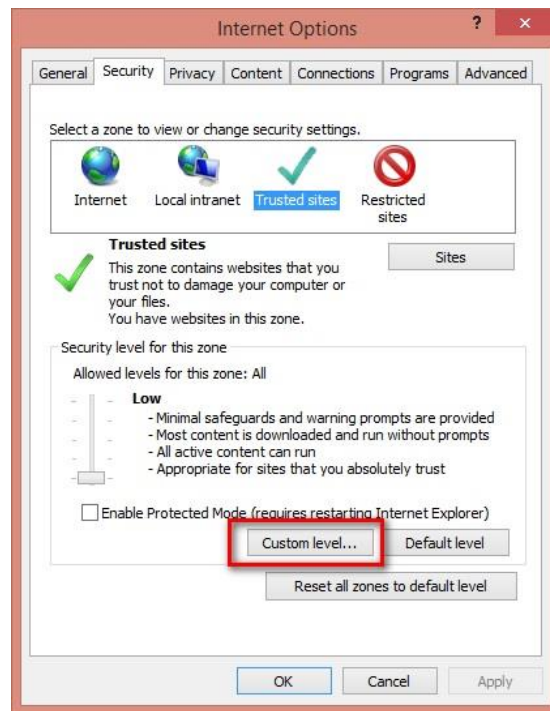 Internet Options
? ×
General Security Privacy Content Connections Programs Advanced
Select a zone to view or change security settings.
Internet Local intranet Trusted sites Restricted
sites
Trusted sites
Sites
This zone contains websites that you
trust not to damage your computer or
your files.
You have websites in this zone.
Security level for this zone
Allowed levels for this zone: All
Low
- Minimal safeguards and warning prompts are provided
- Most content is downloaded and run without prompts
- All active content can run
- Appropriate for sites that you absolutely trust
Enable Protected Mode (requires restarting Internet Explorer)
Custom level... Default level
Reset all zones to default level
OK Cancel Apply